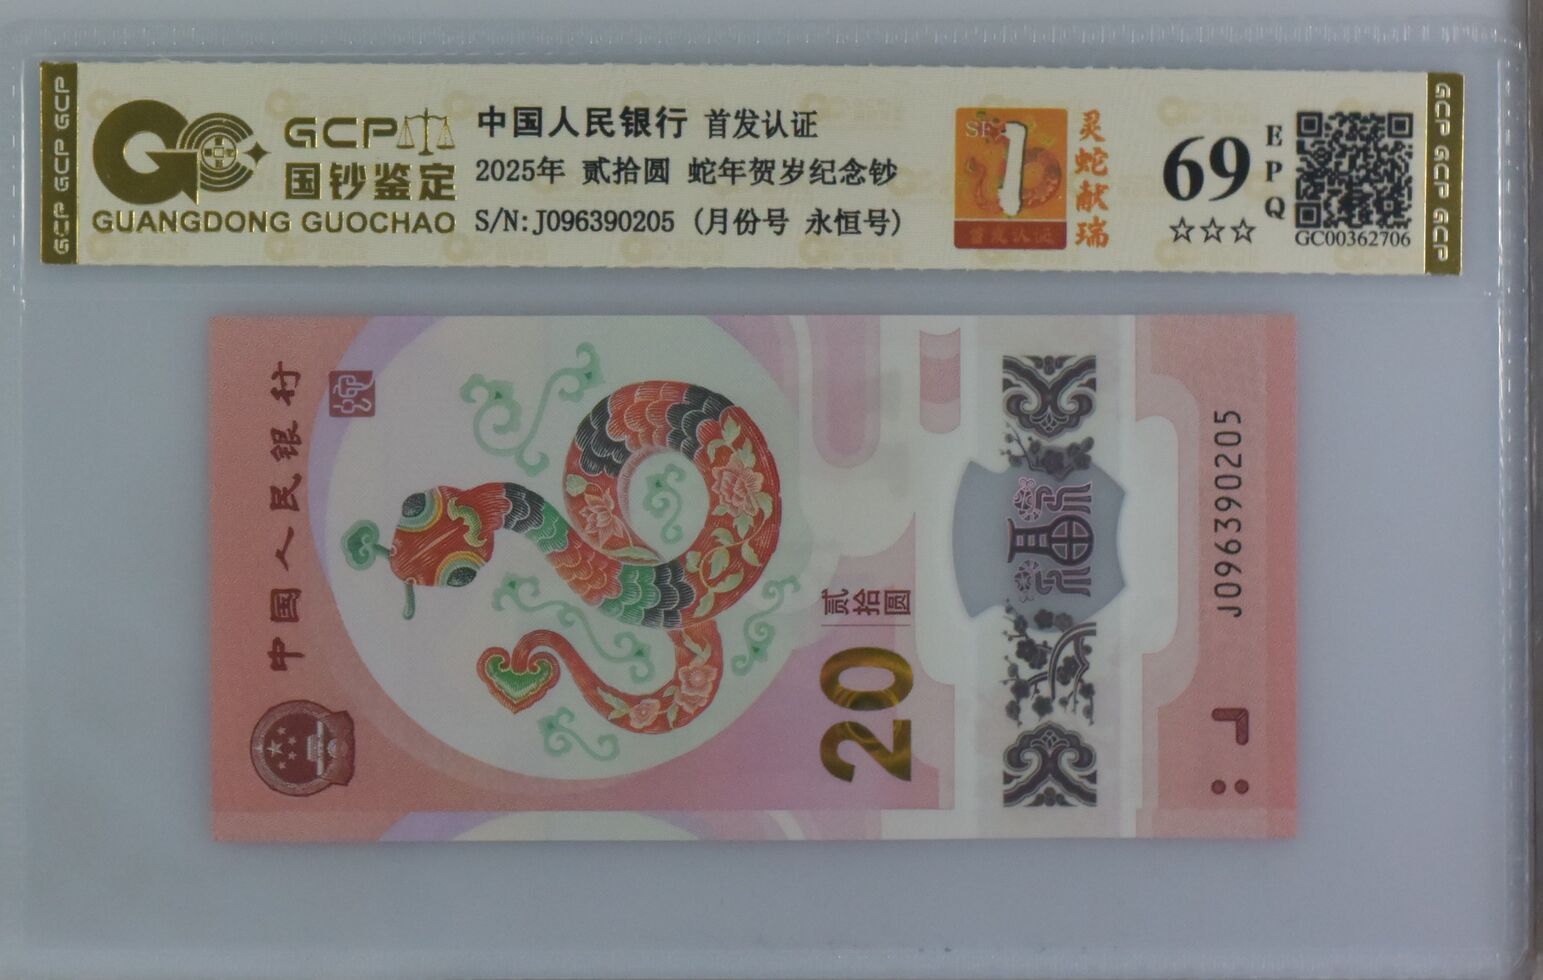 GCP GCP GCP
GCP
国钞鉴定
GUANGDONG GUOCHAO
中国人民银行 首发认证
2025年 贰拾圆 蛇年贺岁纪念钞
S/N:J096390205 (月份号 永恒号)
1
首发认证
灵蛇献瑞
69
EPQ
☆☆☆
GC00362706
GCP GCP GCP
中国人民银行
贰拾圆
20
J096390205